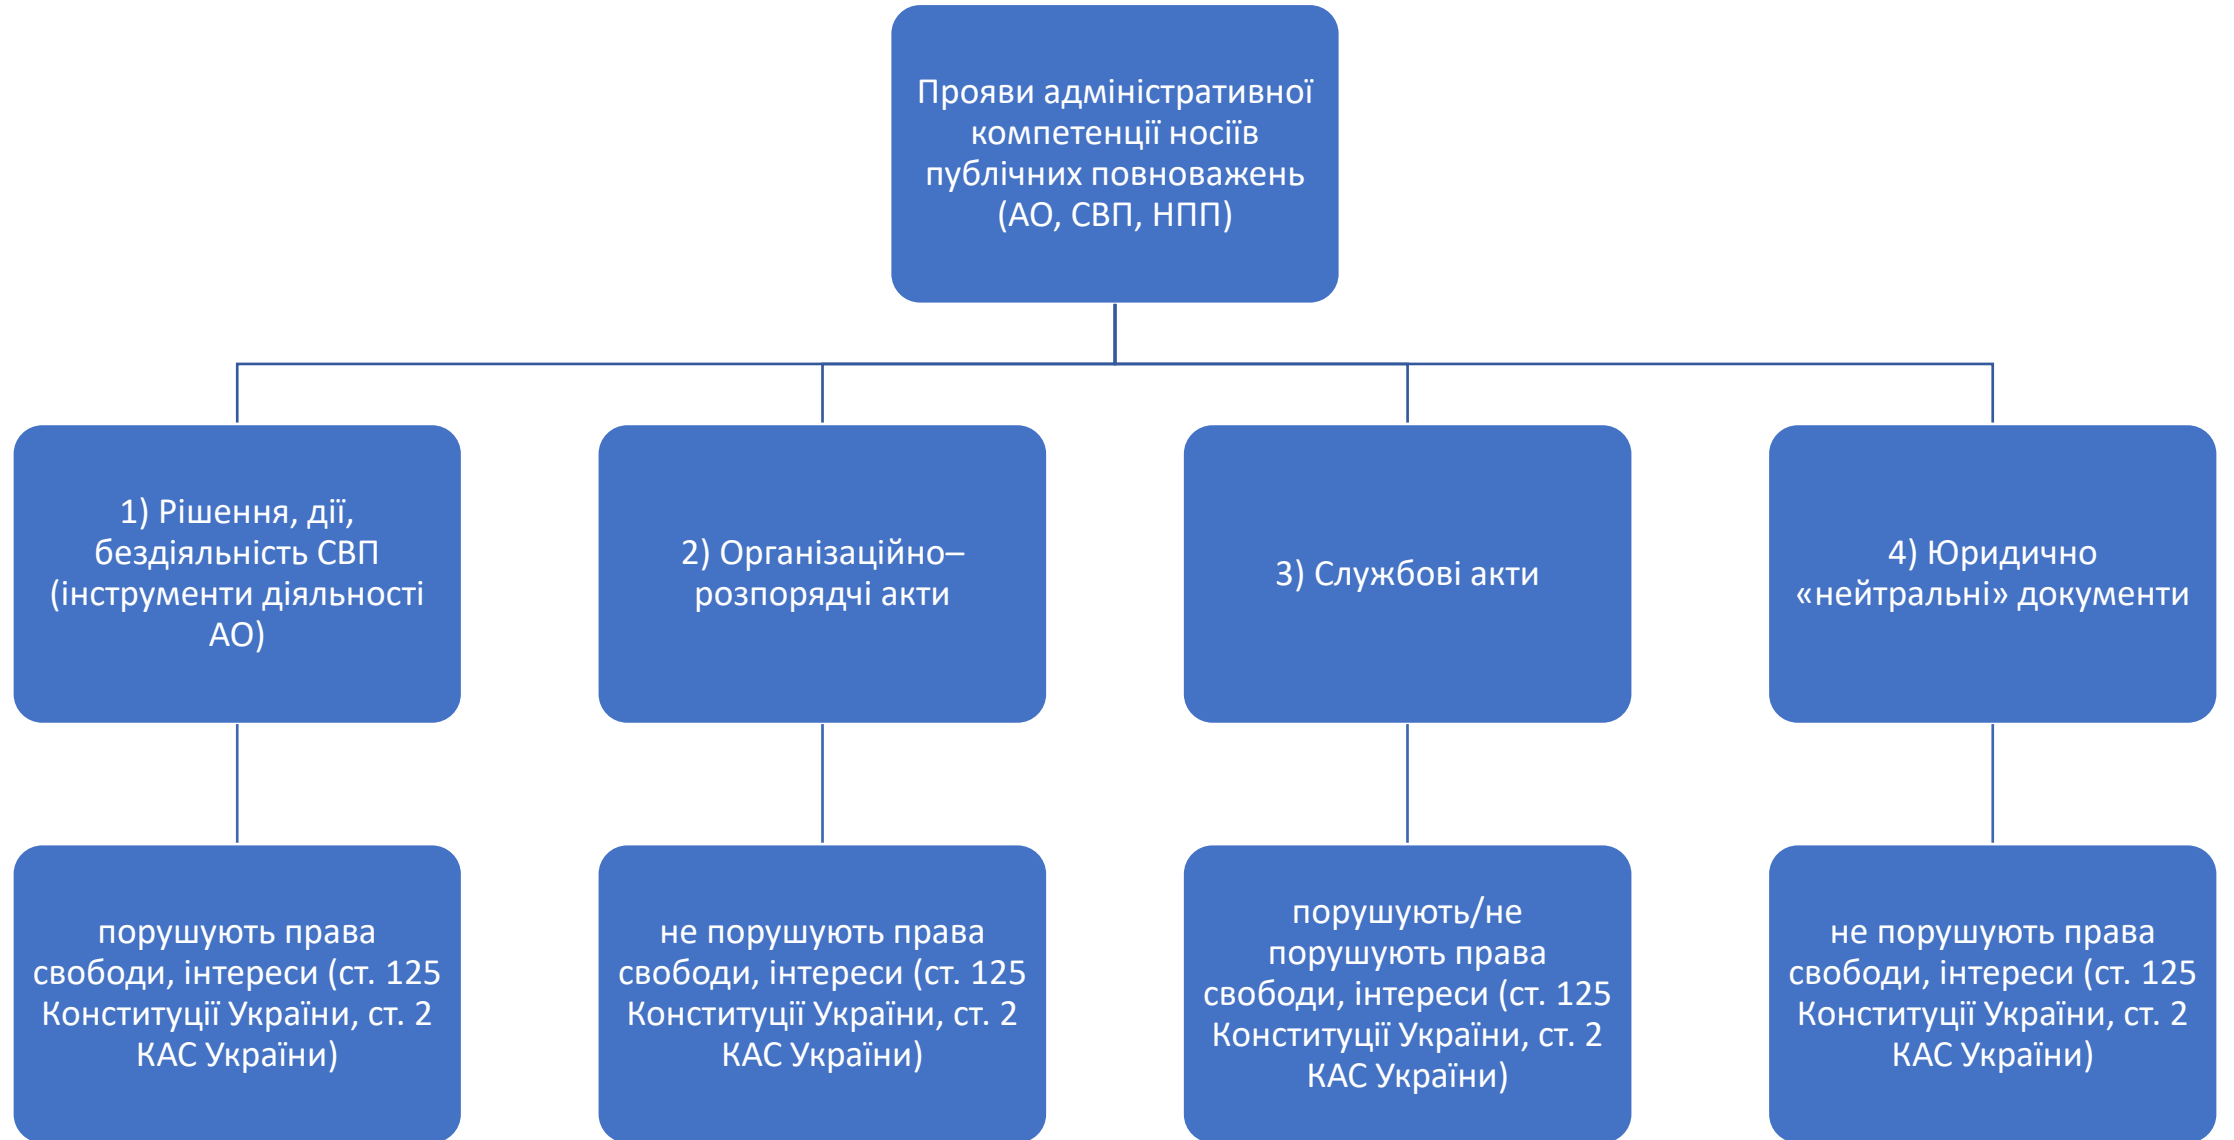 Прояви адміністративної
компетенції носіїв
публічних повноважень
(АО, СВП, НПП)
1) Рішення, дії,
бездіяльність СВП
(інструменти діяльності
АО)
2) Організаційно–
розпорядчі акти
3) Службові акти
4) Юридично
«нейтральні» документи
порушують права
свободи, інтереси (ст. 125
Конституції України, ст. 2
КАС України)
не порушують права
свободи, інтереси (ст. 125
Конституції України, ст. 2
КАС України)
порушують/не
порушують права
свободи, інтереси (ст. 125
Конституції України, ст. 2
КАС України)
не порушують права
свободи, інтереси (ст. 125
Конституції України, ст. 2
КАС України)